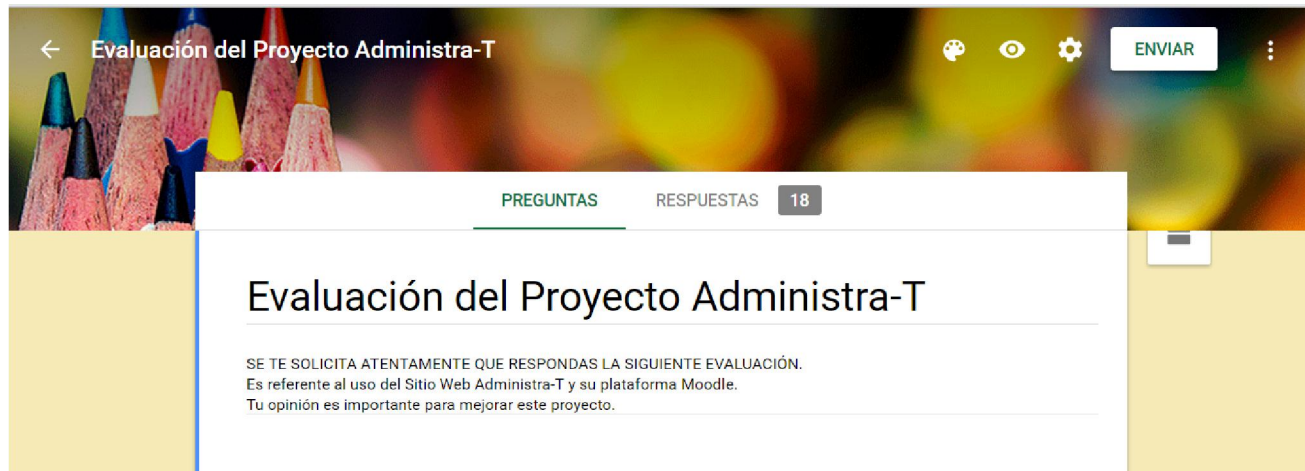 Evaluación del Proyecto Administra-T
ENVIAR
PREGUNTAS
RESPUESTAS 18
Evaluación del Proyecto Administra-T
SE TE SOLICITA ATENTAMENTE QUE RESPONDAS LA SIGUIENTE EVALUACIÓN.
Es referente al uso del Sitio Web Administra-T y su plataforma Moodle.
Tu opinión es importante para mejorar este proyecto.